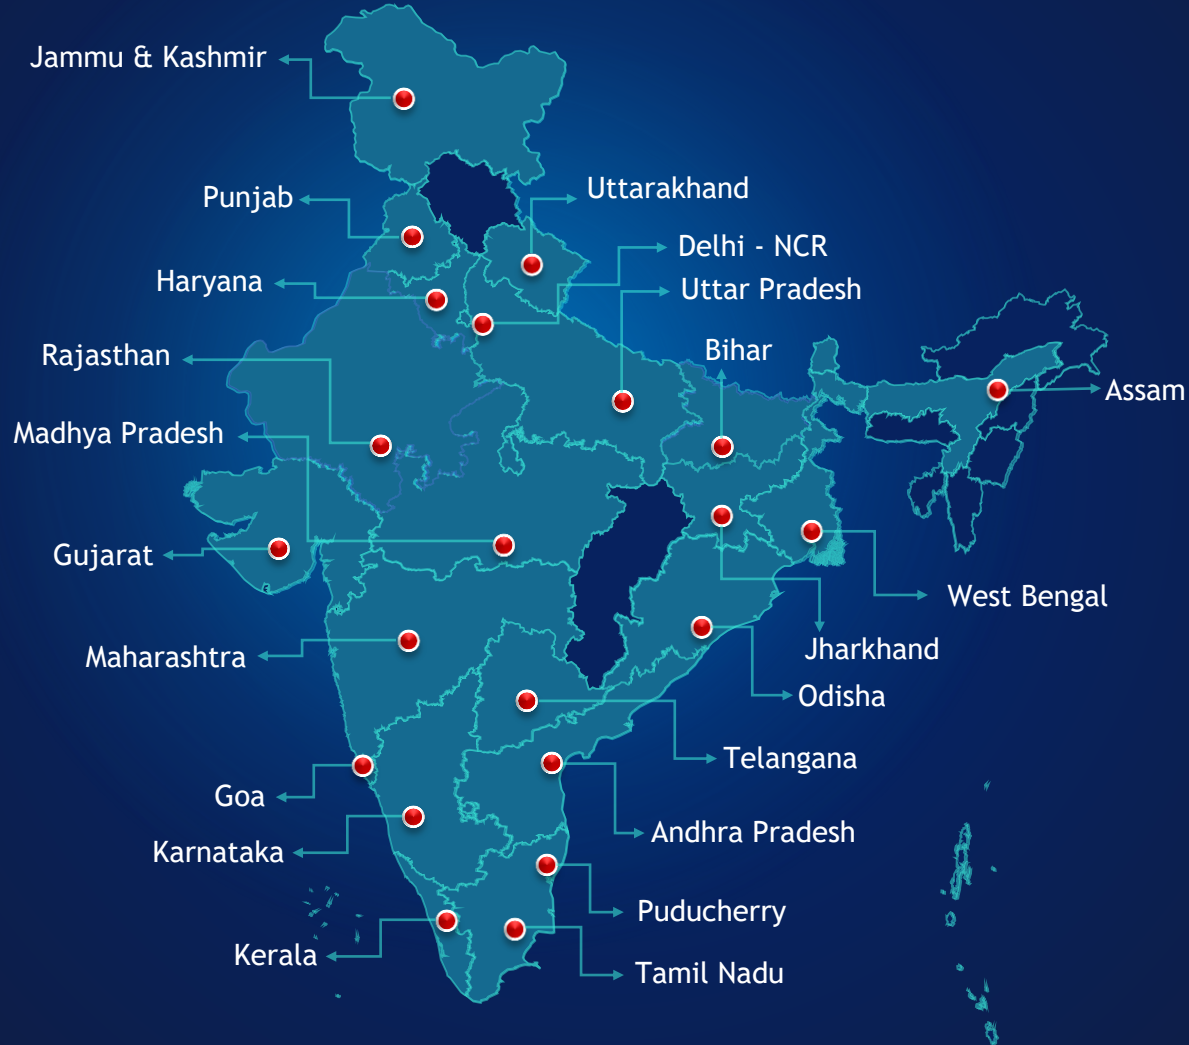 Jammu & Kashmir
Punjab
Uttarakhand
Delhi - NCR
Haryana
Uttar Pradesh
Rajasthan
Bihar
Assam
Madhya Pradesh
Gujarat
West Bengal
Maharashtra
Jharkhand
Odisha
Telangana
Goa
Andhra Pradesh
Karnataka
Puducherry
Kerala
Tamil Nadu